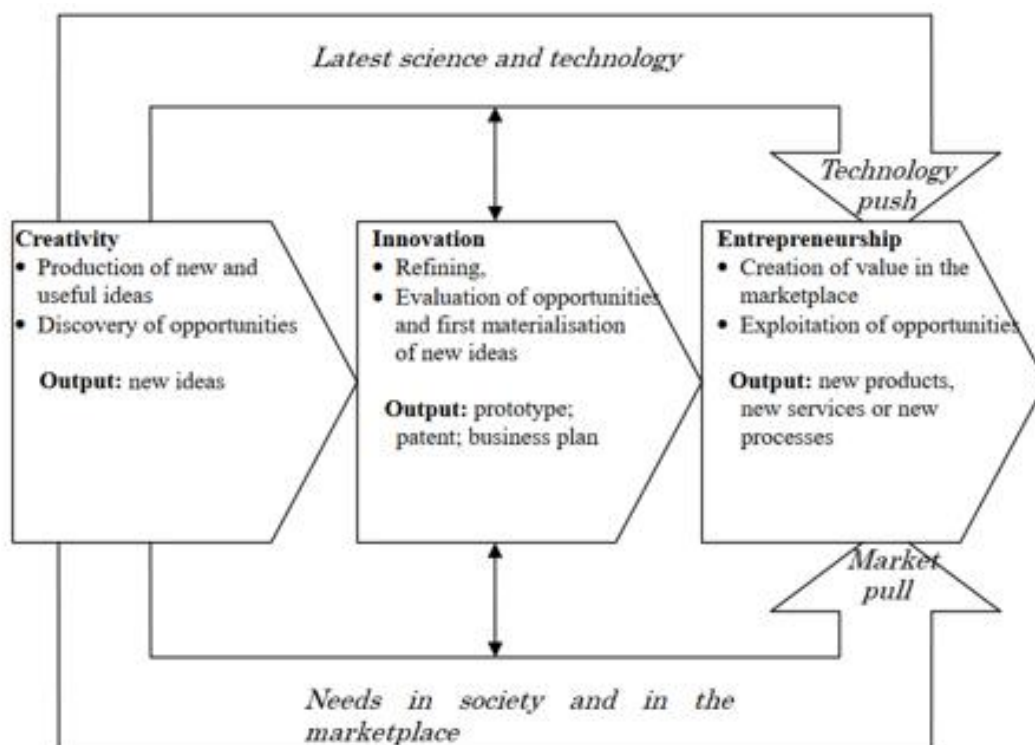 Latest science and technology
Technology
push
Creativity
• Production of new and
useful ideas
• Discovery of opportunities
Output: new ideas
Innovation
• Refining,
• Evaluation of opportunities
and first materialisation
of new ideas
Output: prototype;
patent; business plan
Entrepreneurship
• Creation of value in the
marketplace
• Exploitation of opportunities
Output: new products,
new services or new
processes
Market
pull
Needs in society and in the
marketplace